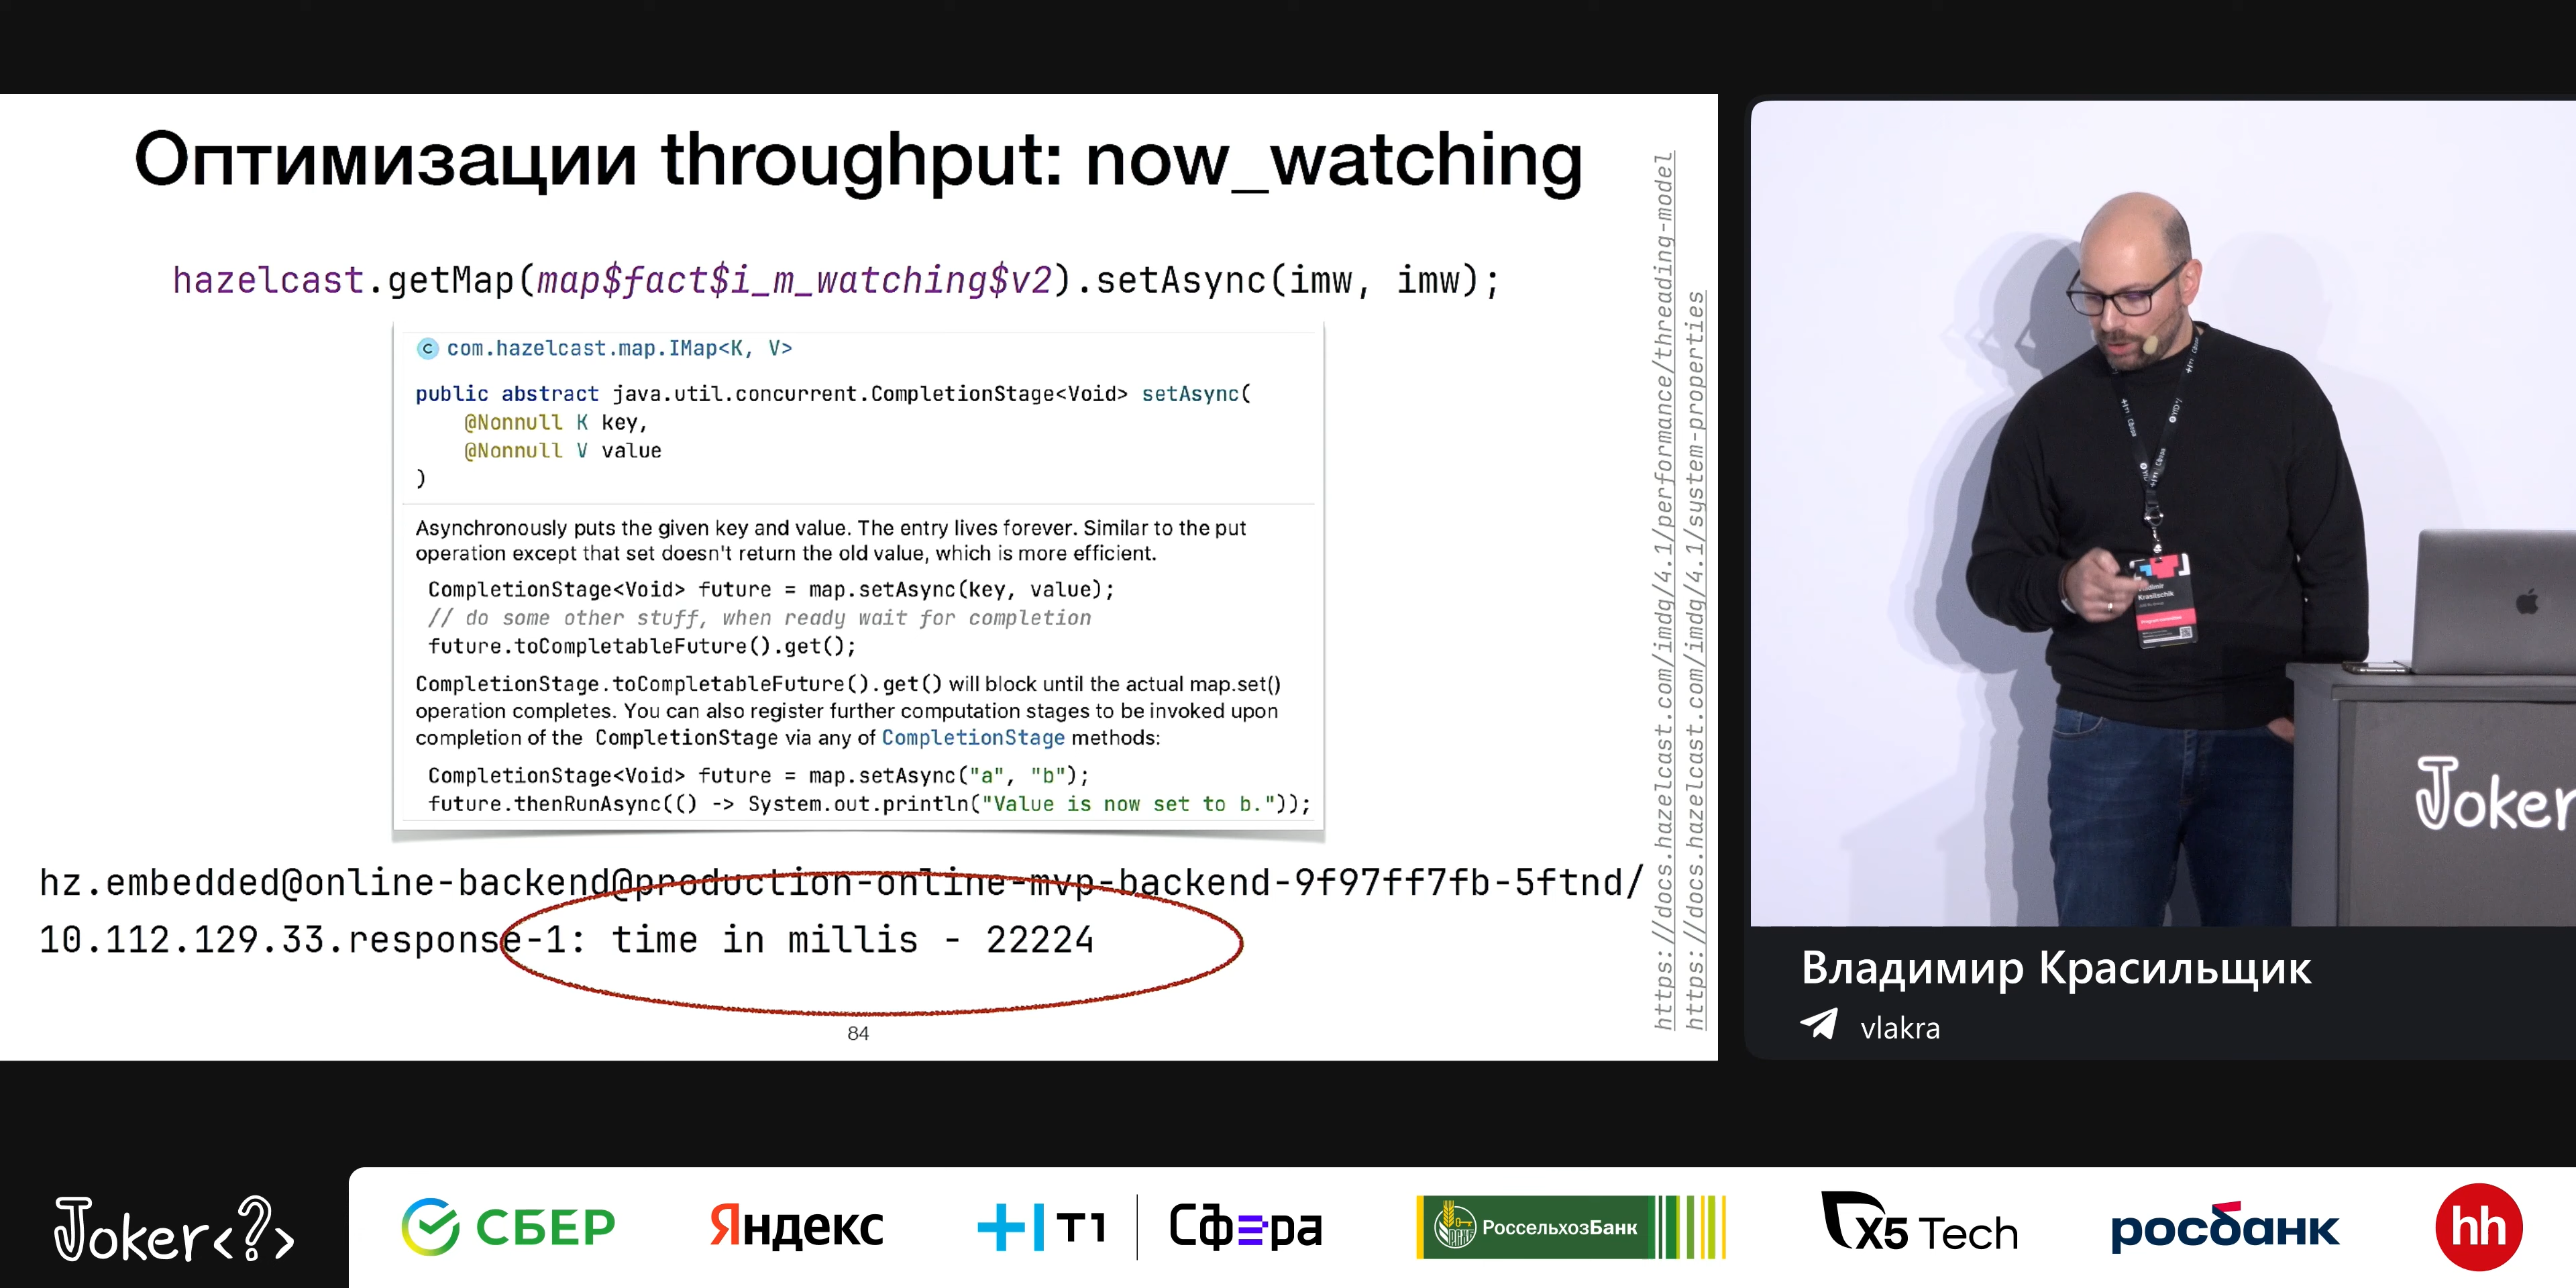 Оптимизации throughput: now_watching
hazelcast.getMap(map$fact$i_m_watching$v2).setAsync(imw, imw);
com.hazelcast.map.IMap<K, V>
public abstract java.util.concurrent.CompletionStage<Void> setAsync(
@Nonnull K key,
@Nonnull V value
)
Asynchronously puts the given key and value. The entry lives forever. Similar to the put
operation except that set doesn't return the old value, which is more efficient.
CompletionStage<Void> future = map.setAsync(key, value);
// do some other stuff, when ready wait for completion
future.toCompletableFuture().get();
CompletionStage.toCompletableFuture().get() will block until the actual map.set()
operation completes. You can also register further computation stages to be invoked upon
completion of the CompletionStage via any of CompletionStage methods:
CompletionStage<Void> future = map.setAsync("a", "b");
future.thenRunAsync(() -> System.out.println("Value is now set to b."));
hz.embedded@online-backend@production-online-mvp-backend-9f97ff7fb-5ftnd/
10.112.129.33.response-1: time in millis - 22224
84
https://docs.hazelcast.com/imdg/4.1/performance/threading-model
https://docs.hazelcast.com/imdg/4.1/system-properties
Vladimir
Krasilschik
Joker
Владимир Красильщик
vlakra
Joker<?>
СБЕР
Яндекс
Т1
Сфера
РоссельхозБанк
X5 Tech
росбанк
hh